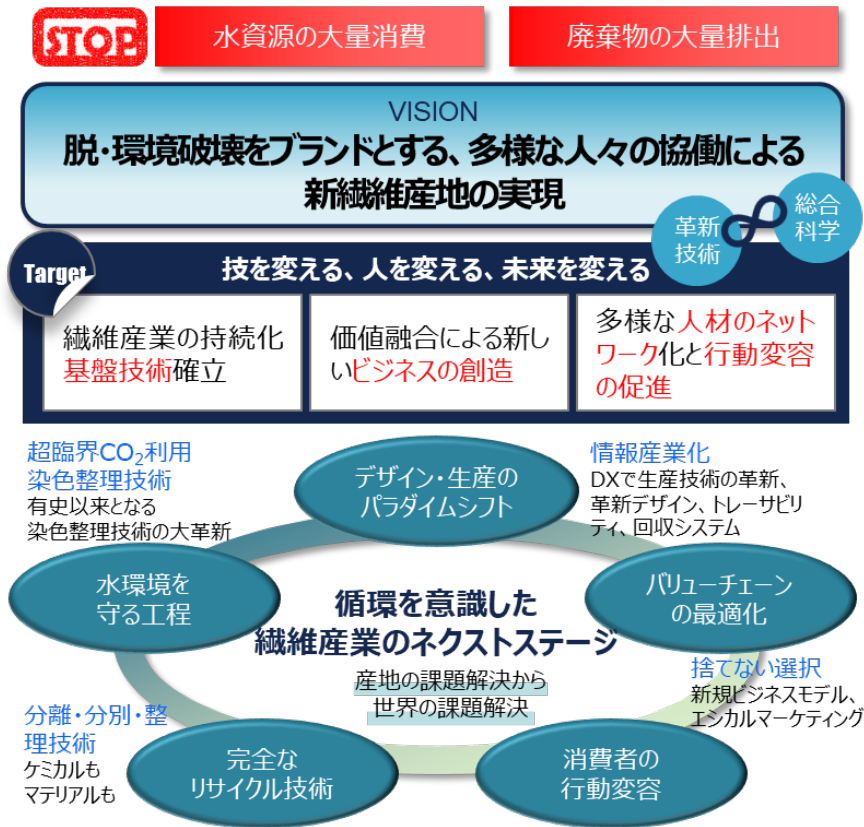 STOP
水資源の大量消費
廃棄物の大量排出
VISION
脱・環境破壊をブランドとする、多様な人々の協働による
新繊維産地の実現
革新
技術
総合
科学
Target
技を変える、人を変える、未来を変える
繊維産業の持続化
基盤技術確立
価値融合による新し
いビジネスの創造
多様な人材のネット
ワーク化と行動変容
の促進
超臨界CO₂利用
染色整理技術
有史以来となる
染色整理技術の大革新
デザイン・生産の
パラダイムシフト
情報産業化
DXで生産技術の革新、
革新デザイン、トレーサビリ
ティ、回収システム
水環境を
守る工程
循環を意識した
繊維産業のネクストステージ
産地の課題解決から
世界の課題解決
バリューチェーン
の最適化
捨てない選択
新規ビジネスモデル、
エシカルマーケティング
分離・分別・整
理技術
ケミカルも
マテリアルも
完全な
リサイクル技術
消費者の
行動変容